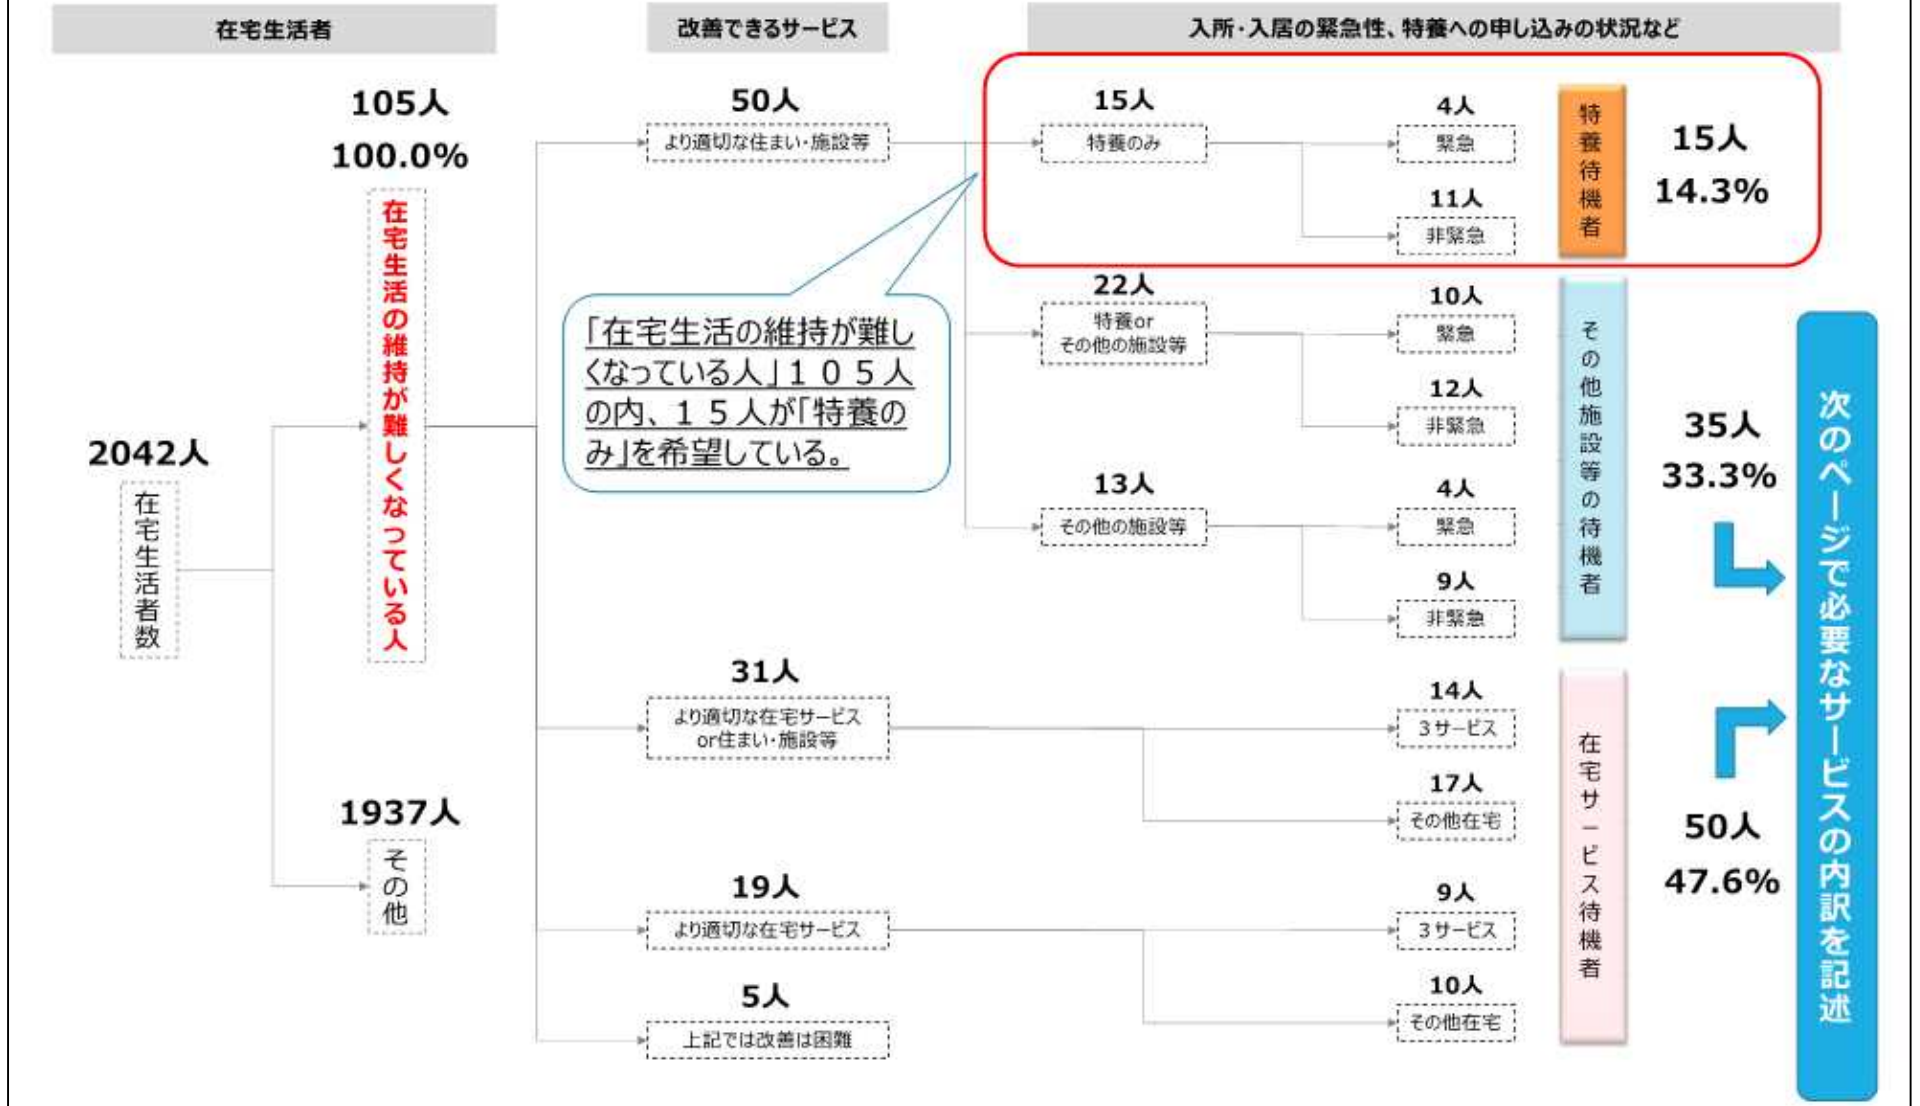 在宅生活者
改善できるサービス
入所・入居の緊急性、特養への申し込みの状況など
2042人
在宅生活者数
105人
100.0%
在宅生活の維持が難しくなっている人
1937人
その他
50人
より適切な住まい・施設等
「在宅生活の維持が難し
くなっている人」１０５人
の内、１５人が「特養の
み」を希望している。
31人
より適切な在宅サービス
or住まい・施設等
19人
より適切な在宅サービス
5人
上記では改善は困難
15人
特養のみ
4人
緊急
11人
非緊急
22人
特養or
その他の施設等
10人
緊急
12人
非緊急
13人
その他の施設等
4人
緊急
9人
非緊急
14人
３サービス
17人
その他在宅
9人
３サービス
10人
その他在宅
特養待機者
15人
14.3%
その他施設等の待機者
35人
33.3%
在宅サービス待機者
50人
47.6%
次のページで必要なサービスの内訳を記述